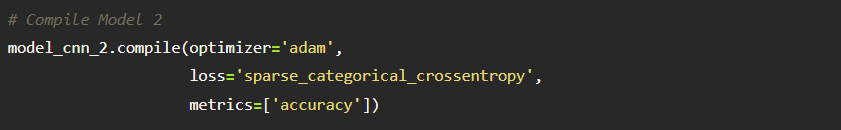 # Compile Model 2
model_cnn_2.compile(optimizer='adam',
                    loss='sparse_categorical_crossentropy',
                    metrics=['accuracy'])